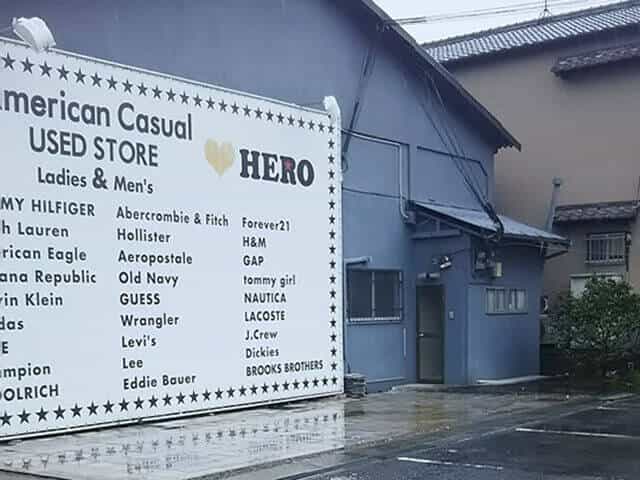 American Casual
USED STORE
HERO
Ladies & Men's
MY HILFIGER
h Lauren
rican Eagle
ana Republic
vin Klein
das
E
mpion
OLRICH
Abercrombie & Fitch
Hollister
Aeropostale
Old Navy
GUESS
Wrangler
Levi's
Lee
Eddie Bauer
Forever21
H&M
GAP
tommy girl
NAUTICA
LACOSTE
J.Crew
Dickies
BROOKS BROTHERS